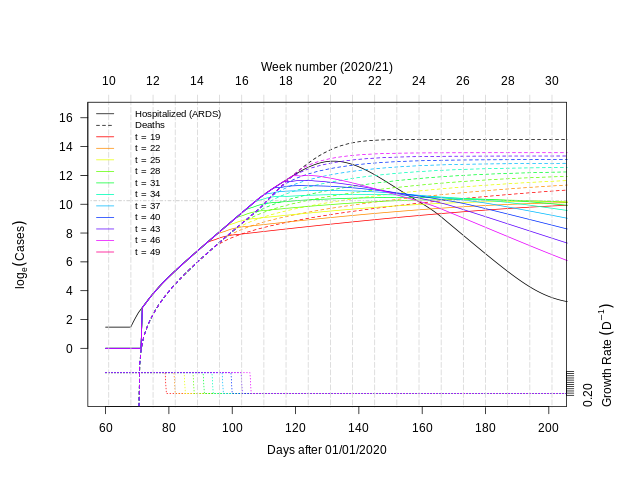 Week number (2020/21)
10 12 14 16 18 20 22 24 26 28 30
Hospitalized (ARDS)
Deaths
t = 19
t = 22
t = 25
t = 28
t = 31
t = 34
t = 37
t = 40
t = 43
t = 46
t = 49
16
14
12
10
8
6
4
2
0
logₑ(Cases)
0.20
Growth Rate (D⁻¹)
60 80 100 120 140 160 180 200
Days after 01/01/2020